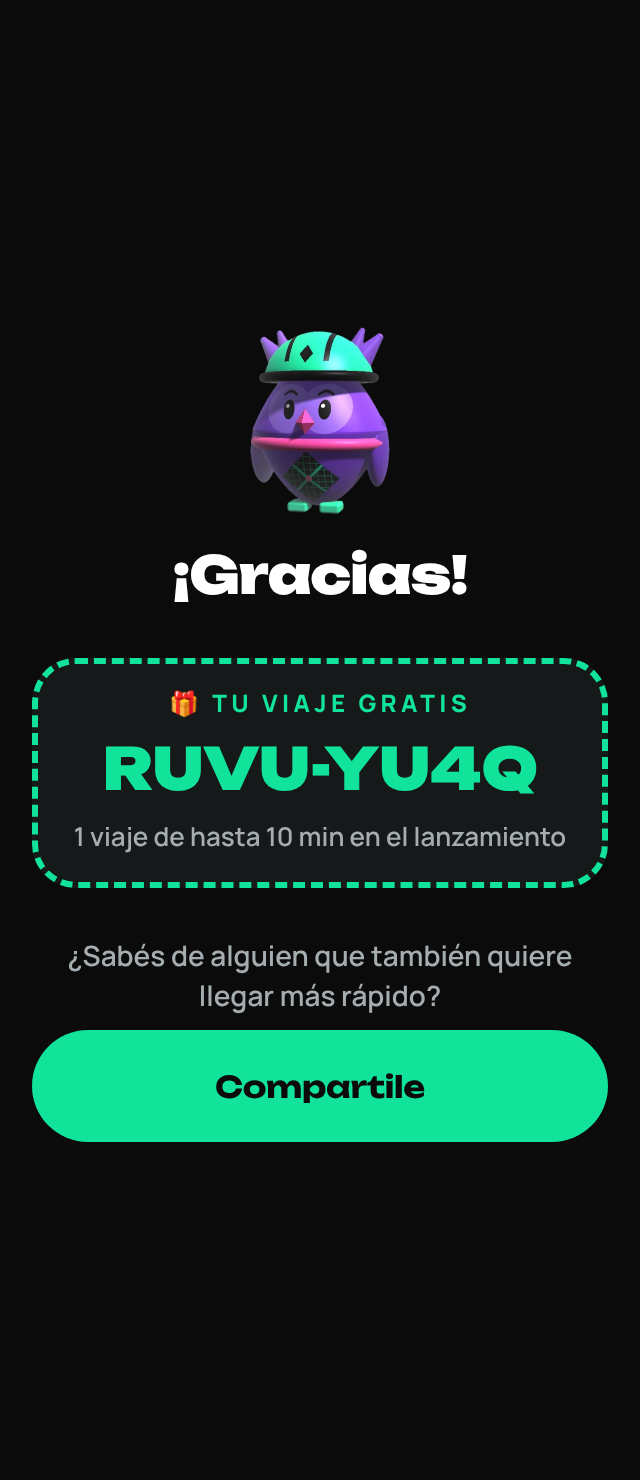 ¡Gracias!
🎁 TU VIAJE GRATIS
RUVU-YU4Q
1 viaje de hasta 10 min en el lanzamiento
¿Sabés de alguien que también quiere
llegar más rápido?
Compartile